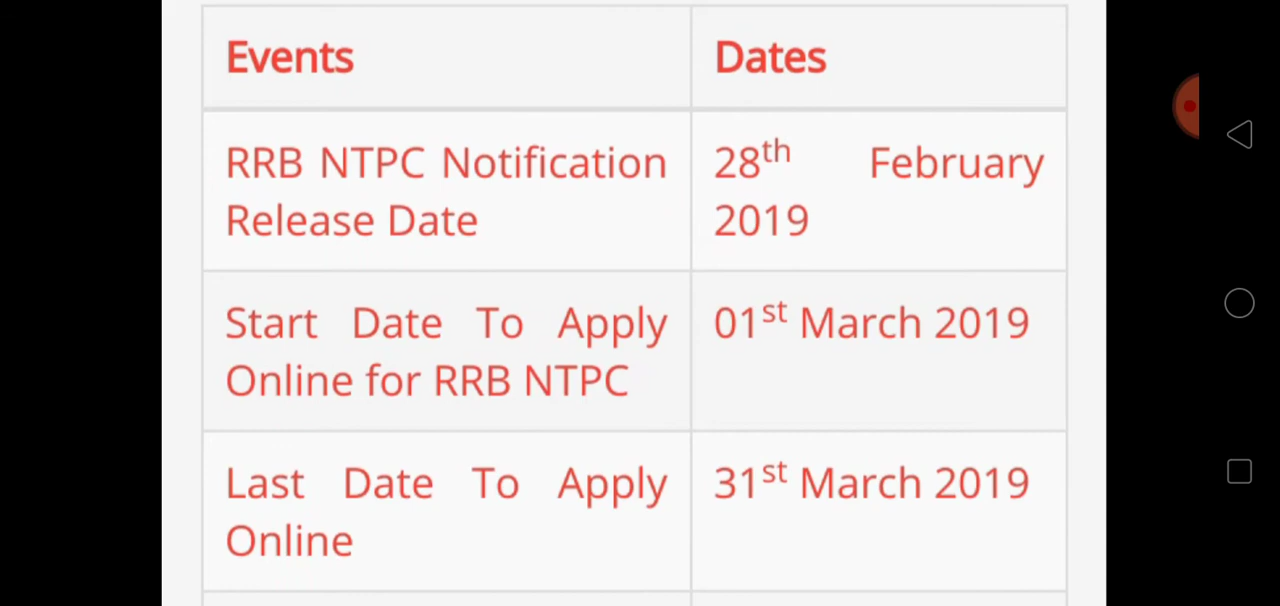 Events Dates
RRB NTPC Notification 28th February
Release Date 2019
Start Date To Apply 01st March 2019
Online for RRB NTPC
Last Date To Apply 31st March 2019
Online